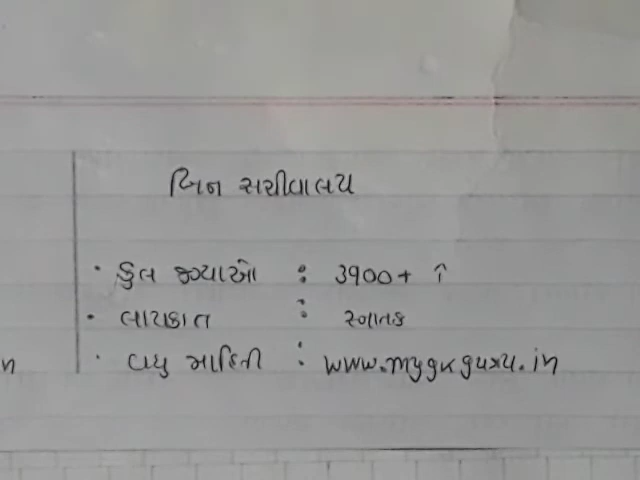 બિન સચીવાલય
• કુલ જગ્યાઓ : 3900+ ↑
• લાયકાત : સ્નાતક
• વધુ માહિતી : www.mygkguru.in
n